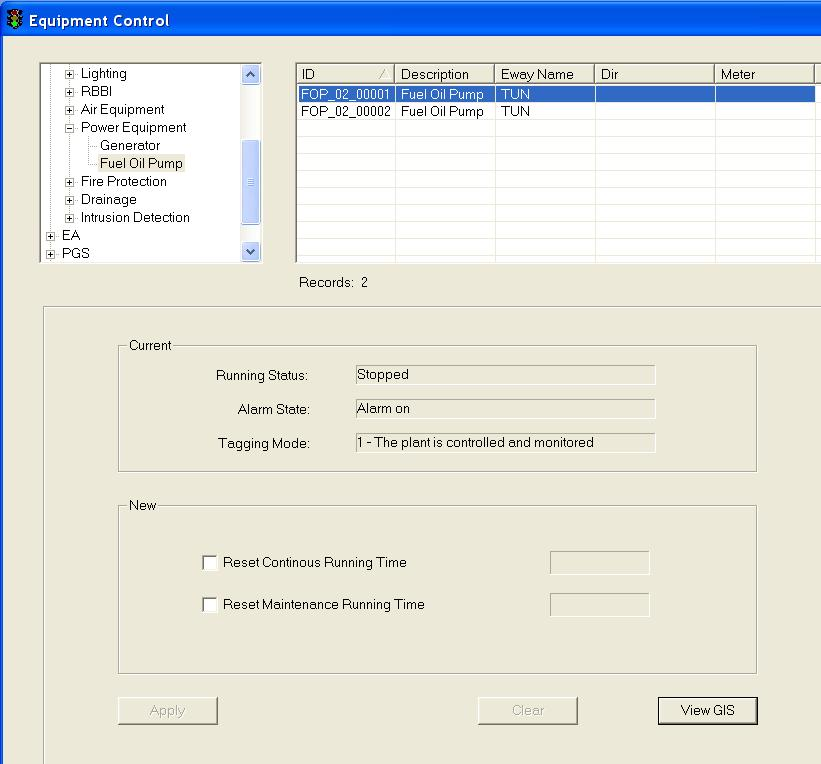 Equipment Control
Lighting
RBBI
Air Equipment
Power Equipment
Generator
Fuel Oil Pump
Fire Protection
Drainage
Intrusion Detection
EA
PGS
ID Description Eway Name Dir Meter
FOP_02_00001 Fuel Oil Pump TUN
FOP_02_00002 Fuel Oil Pump TUN
Records: 2
Current
Running Status: Stopped
Alarm State: Alarm on
Tagging Mode: 1 - The plant is controlled and monitored
New
Reset Continous Running Time
Reset Maintenance Running Time
Apply Clear View GIS